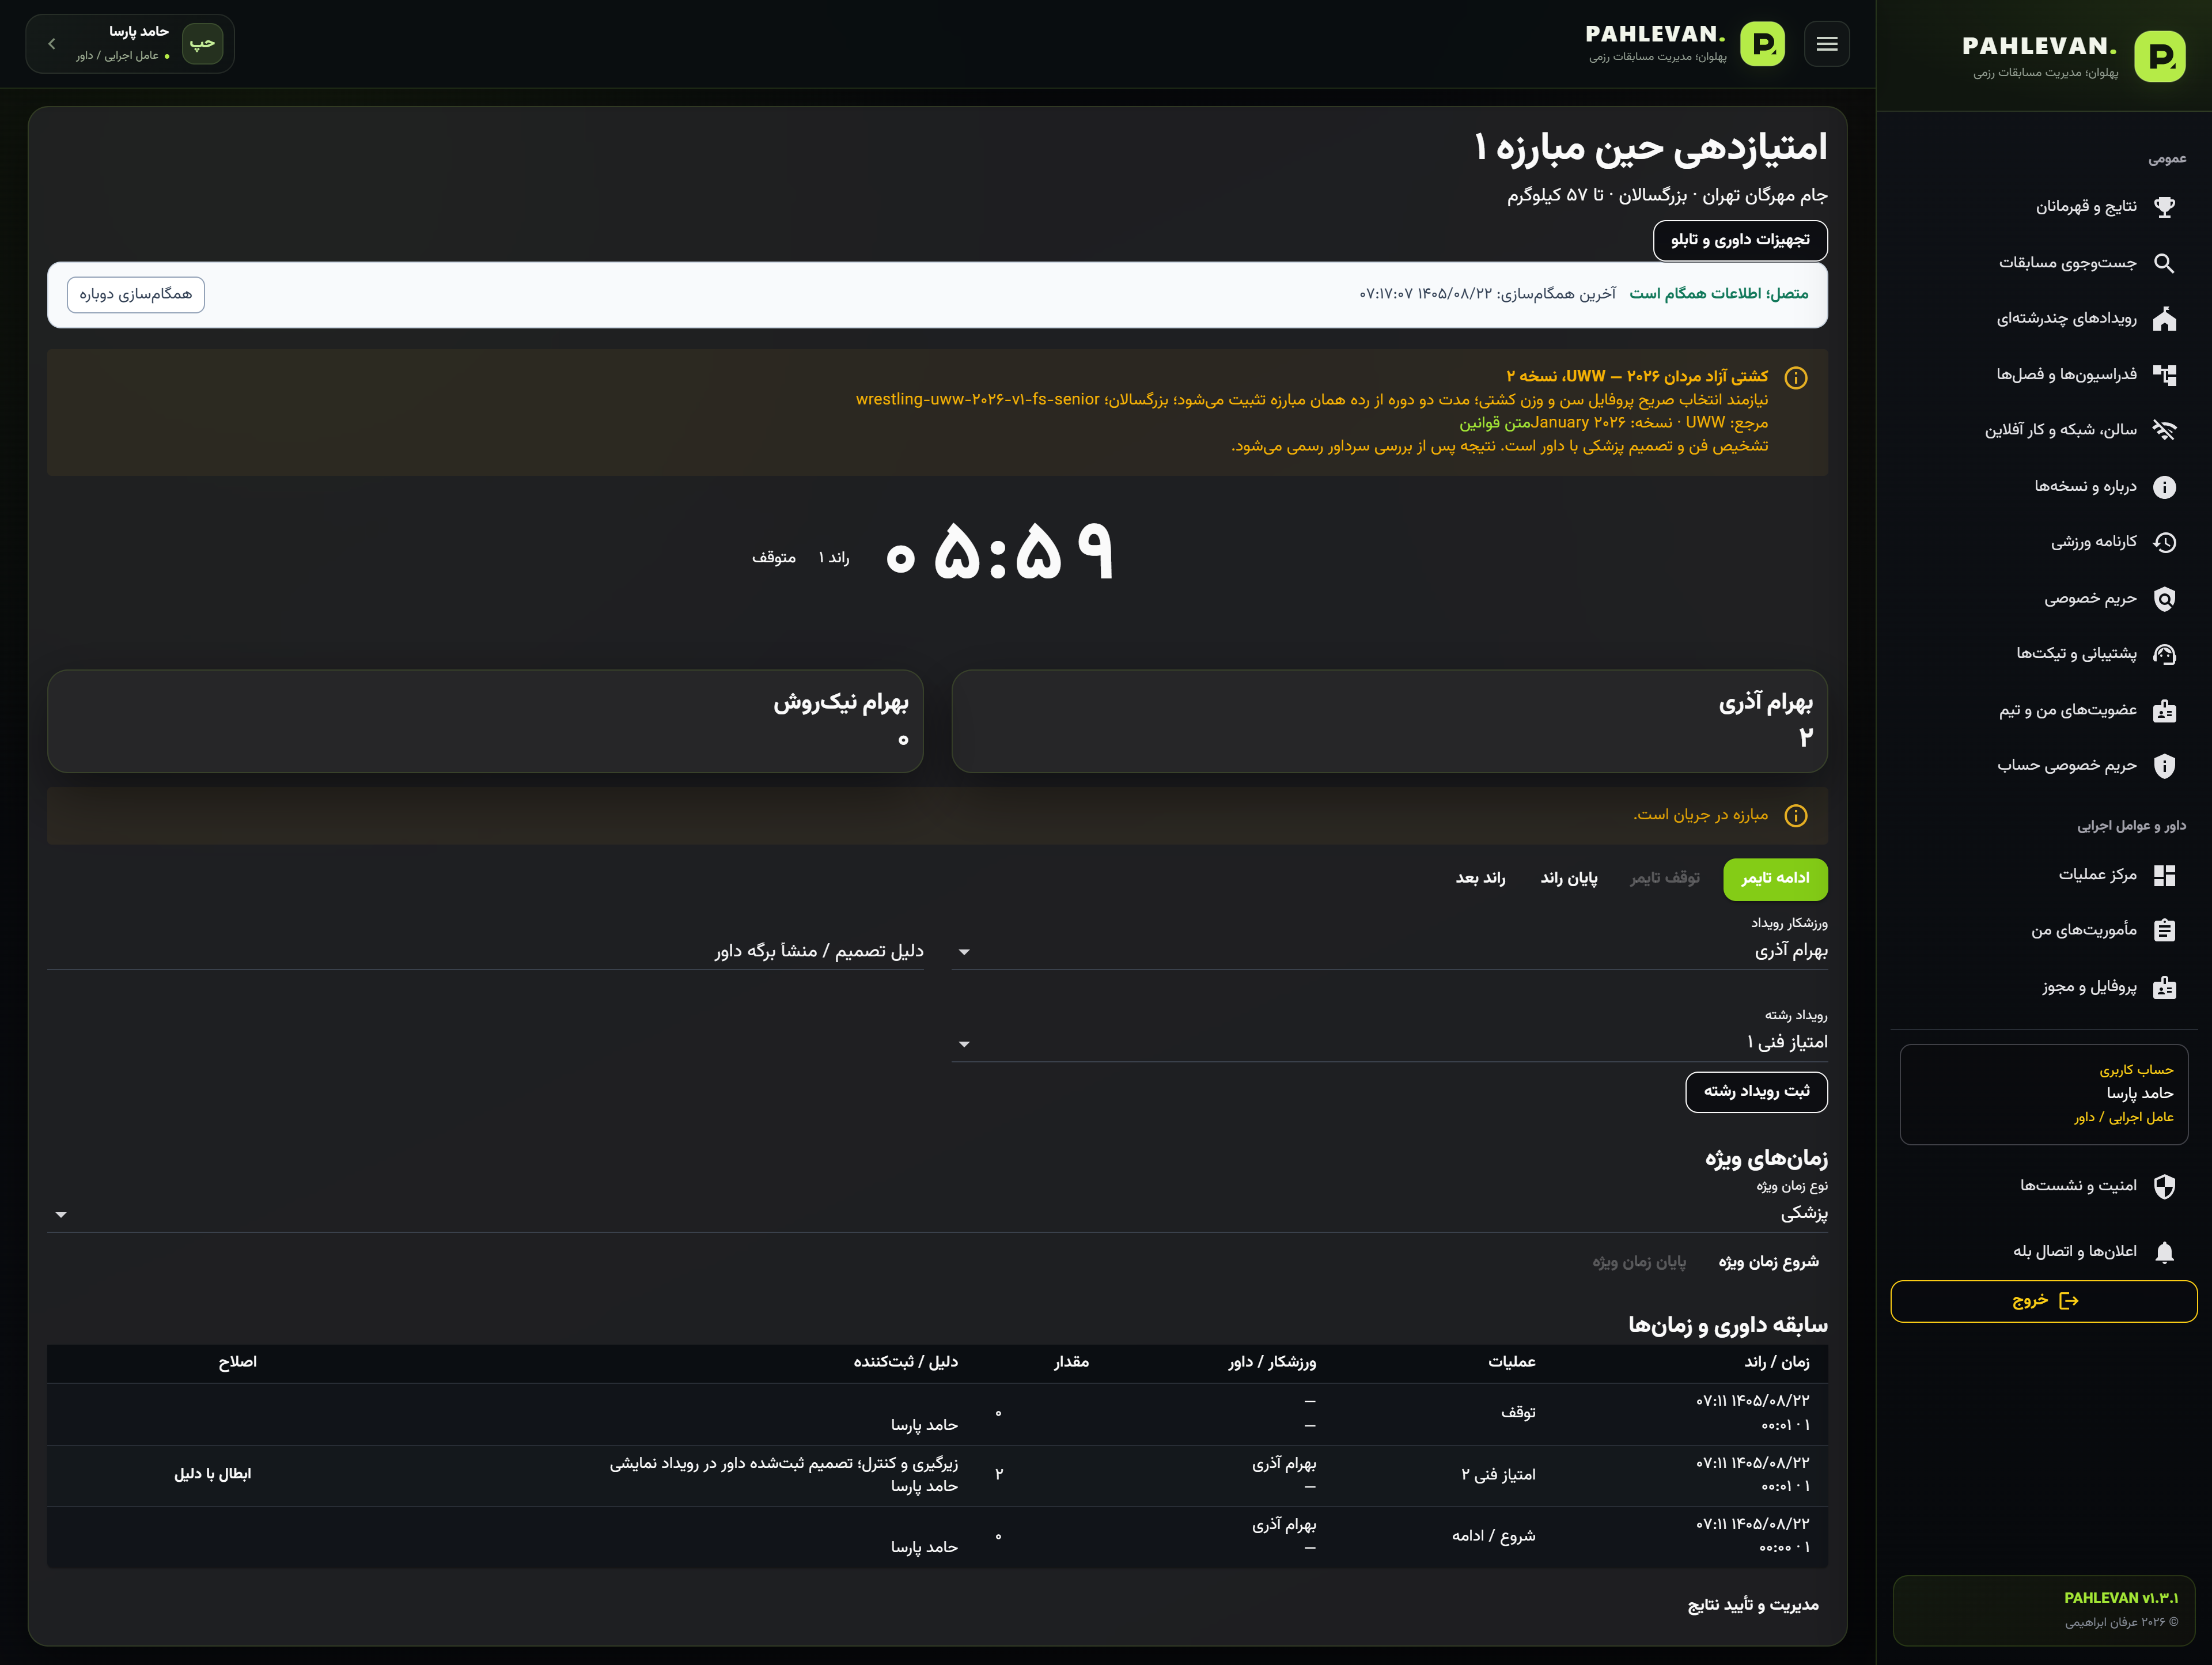 PAHLEVAN.
پهلوان؛ مدیریت مسابقات رزمی
عمومی
نتایج و قهرمانان
جست‌وجوی مسابقات
رویدادهای چندرشته‌ای
فدراسیون‌ها و فصل‌ها
سالن، شبکه و کار آفلاین
درباره و نسخه‌ها
کارنامه ورزشی
حریم خصوصی
پشتیبانی و تیکت‌ها
عضویت‌های من و تیم
حریم خصوصی حساب
داور و عوامل اجرایی
مرکز عملیات
مأموریت‌های من
پروفایل و مجوز
حساب کاربری
حامد پارسا
عامل اجرایی / داور
امنیت و نشست‌ها
اعلان‌ها و اتصال بله
خروج
PAHLEVAN v۱.۳.۱
© ۲۰۲۶ عرفان ابراهیمی
PAHLEVAN.
پهلوان؛ مدیریت مسابقات رزمی
حپ
حامد پارسا
عامل اجرایی / داور
امتیازدهی حین مبارزه ۱
جام مهرگان تهران · بزرگسالان · تا ۵۷ کیلوگرم
تجهیزات داوری و تابلو
متصل؛ اطلاعات همگام است آخرین همگام‌سازی: ۱۴۰۵/۰۸/۲۲ ۰۷:۱۷:۰۷
همگام‌سازی دوباره
کشتی آزاد مردان ۲۰۲۶ — UWW، نسخه ۲
نیازمند انتخاب صریح پروفایل سن و وزن کشتی؛ مدت دو دوره از رده همان مبارزه تثبیت می‌شود؛ بزرگسالان؛ wrestling-uww-۲۰۲۶-v۱-fs-senior
مرجع: UWW · نسخه: January ۲۰۲۶متن قوانین
تشخیص فن و تصمیم پزشکی با داور است. نتیجه پس از بررسی سرداور رسمی می‌شود.
۰۵:۵۹ راند ۱ متوقف
بهرام آذری
۲
بهرام نیک‌روش
۰
مبارزه در جریان است.
ادامه تایمر توقف تایمر پایان راند راند بعد
ورزشکار رویداد
بهرام آذری
دلیل تصمیم / منشأ برگه داور
رویداد رشته
امتیاز فنی ۱
ثبت رویداد رشته
زمان‌های ویژه
نوع زمان ویژه
پزشکی
شروع زمان ویژه پایان زمان ویژه
سابقه داوری و زمان‌ها
زمان / راند عملیات ورزشکار / داور مقدار دلیل / ثبت‌کننده اصلاح
۱۴۰۵/۰۸/۲۲ ۰۷:۱۱ —
توقف ۰
۱ · ۰۰:۰۱ — حامد پارسا
۱۴۰۵/۰۸/۲۲ ۰۷:۱۱ بهرام آذری زیرگیری و کنترل؛ تصمیم ثبت‌شده داور در رویداد نمایشی
امتیاز فنی ۲ ۲ ابطال با دلیل
۱ · ۰۰:۰۱ — حامد پارسا
۱۴۰۵/۰۸/۲۲ ۰۷:۱۱ بهرام آذری
شروع / ادامه ۰
۱ · ۰۰:۰۰ — حامد پارسا
مدیریت و تأیید نتایج